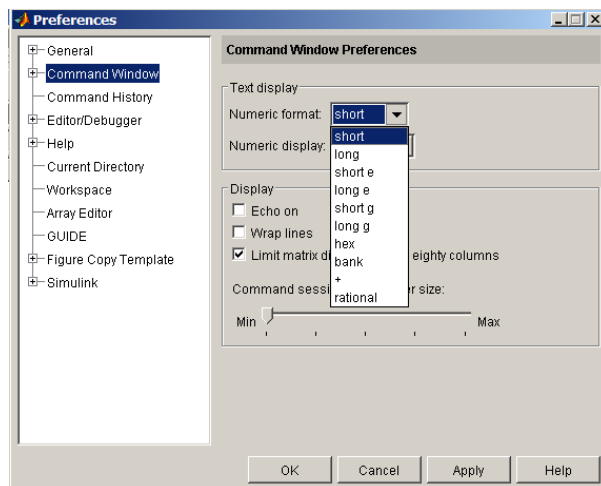 Preferences
General
Command Window
Command History
Editor/Debugger
Help
Current Directory
Workspace
Array Editor
GUIDE
Figure Copy Template
Simulink
Command Window Preferences
Text display
Numeric format: short
Numeric display:
short
long
short e
long e
short g
long g
hex
bank
+
rational
Display
Echo on
Wrap lines
Limit matrix di eighty columns
Command sessi r size:
Min Max
OK Cancel Apply Help